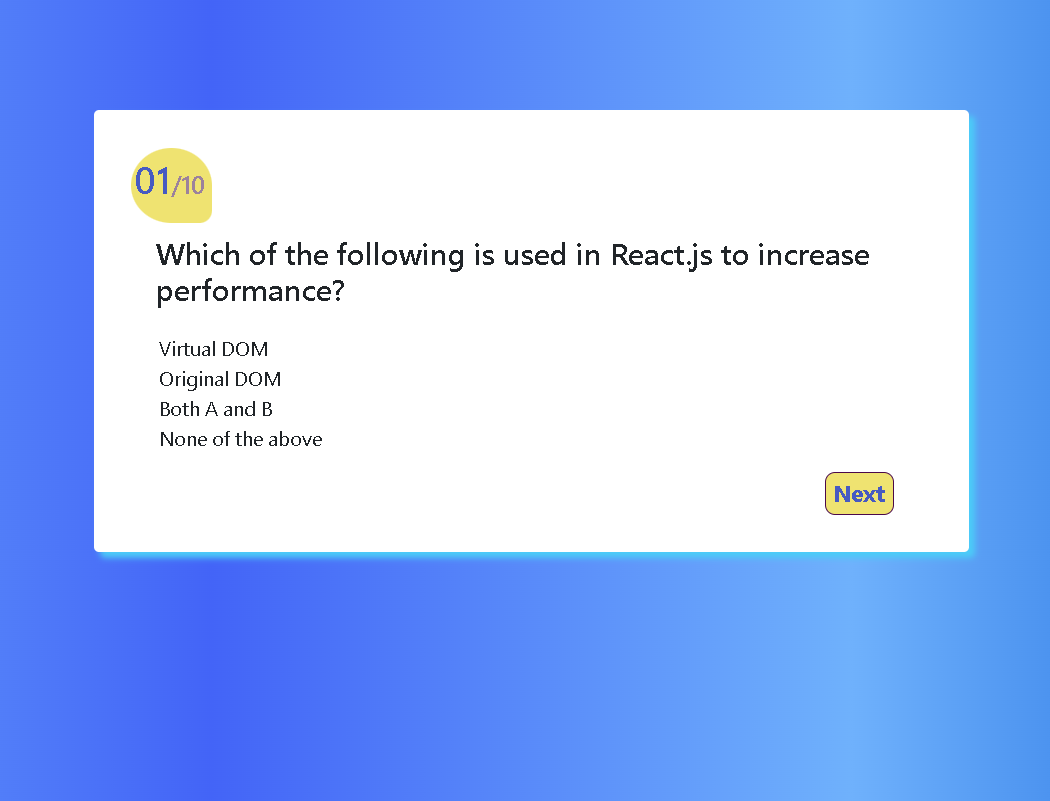 01/10
Which of the following is used in React.js to increase
performance?
Virtual DOM
Original DOM
Both A and B
None of the above
Next